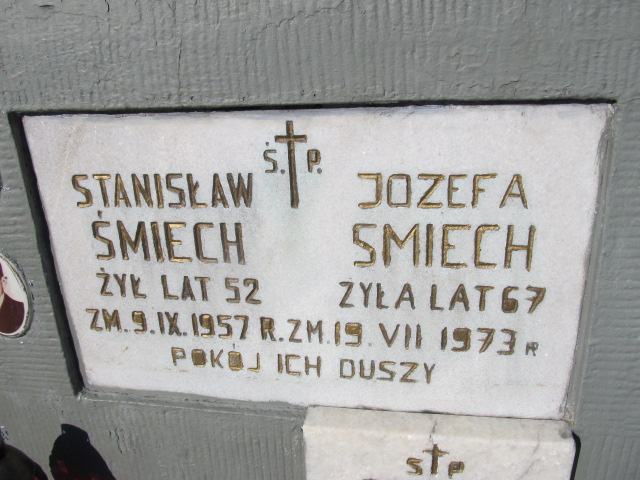 Ś. P.
STANISŁAW JOZEFA
ŚMIECH SMIECH
ŻYŁ LAT 52 ŻYŁA LAT 67
ZM. 9. IX. 1957 R. ZM. 19. VII 1973 R
POKÓJ ICH DUSZY
S P